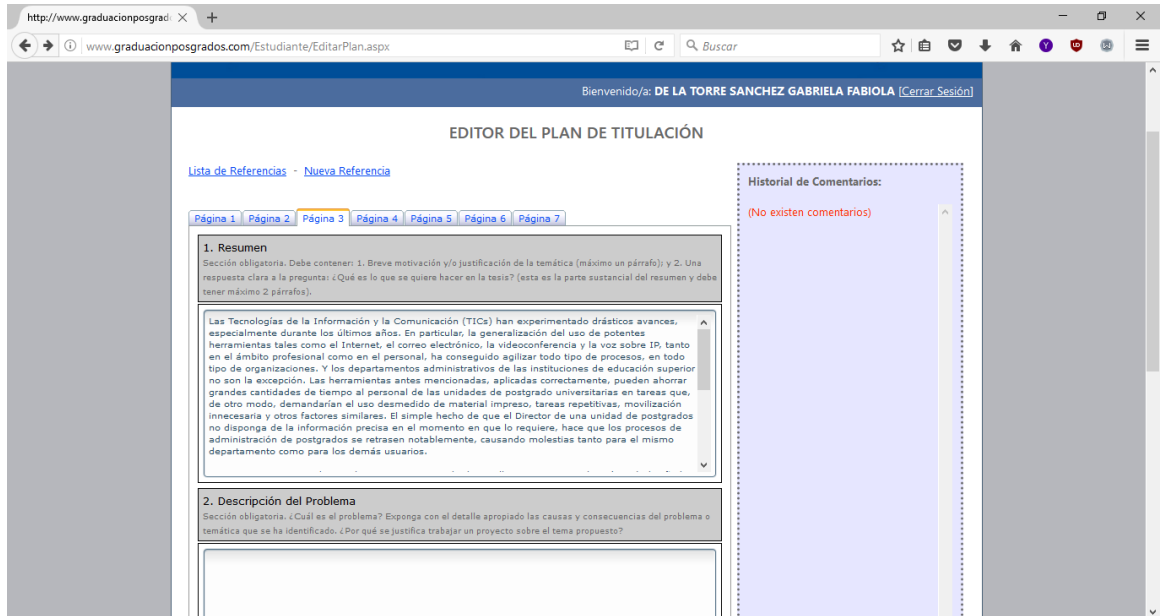 http://www.graduacionposgrad
www.graduacionposgrados.com/Estudiante/EditarPlan.aspx
Buscar
Bienvenido/a: DE LA TORRE SANCHEZ GABRIELA FABIOLA [Cerrar Sesión]
EDITOR DEL PLAN DE TITULACIÓN
Lista de Referencias - Nueva Referencia
Página 1 Página 2 Página 3 Página 4 Página 5 Página 6 Página 7
1. Resumen
Sección obligatoria. Debe contener: 1. Breve motivación y/o justificación de la temática (máximo un párrafo); y 2. Una
respuesta clara a la pregunta: ¿Qué es lo que se quiere hacer en la tesis? (esta es la parte sustancial del resumen y debe
tener máximo 2 párrafos).
Las Tecnologías de la Información y la Comunicación (TICs) han experimentado drásticos avances,
especialmente durante los últimos años. En particular, la generalización del uso de potentes
herramientas tales como el Internet, el correo electrónico, la videoconferencia y la voz sobre IP, tanto
en el ámbito profesional como en el personal, ha conseguido agilizar todo tipo de procesos, en todo
tipo de organizaciones. Y los departamentos administrativos de las instituciones de educación superior
no son la excepción. Las herramientas antes mencionadas, aplicadas correctamente, pueden ahorrar
grandes cantidades de tiempo al personal de las unidades de postgrado universitarias en tareas que,
de otro modo, demandarían el uso desmedido de material impreso, tareas repetitivas, movilización
innecesaria y otros factores similares. El simple hecho de que el Director de una unidad de postgrados
no disponga de la información precisa en el momento en que lo requiere, hace que los procesos de
administración de postgrados se retrasen notablemente, causando molestias tanto para el mismo
departamento como para los demás usuarios.
2. Descripción del Problema
Sección obligatoria. ¿Cuál es el problema? Exponga con el detalle apropiado las causas y consecuencias del problema o
temática que se ha identificado. ¿Por qué se justifica trabajar un proyecto sobre el tema propuesto?
Historial de Comentarios:
(No existen comentarios)